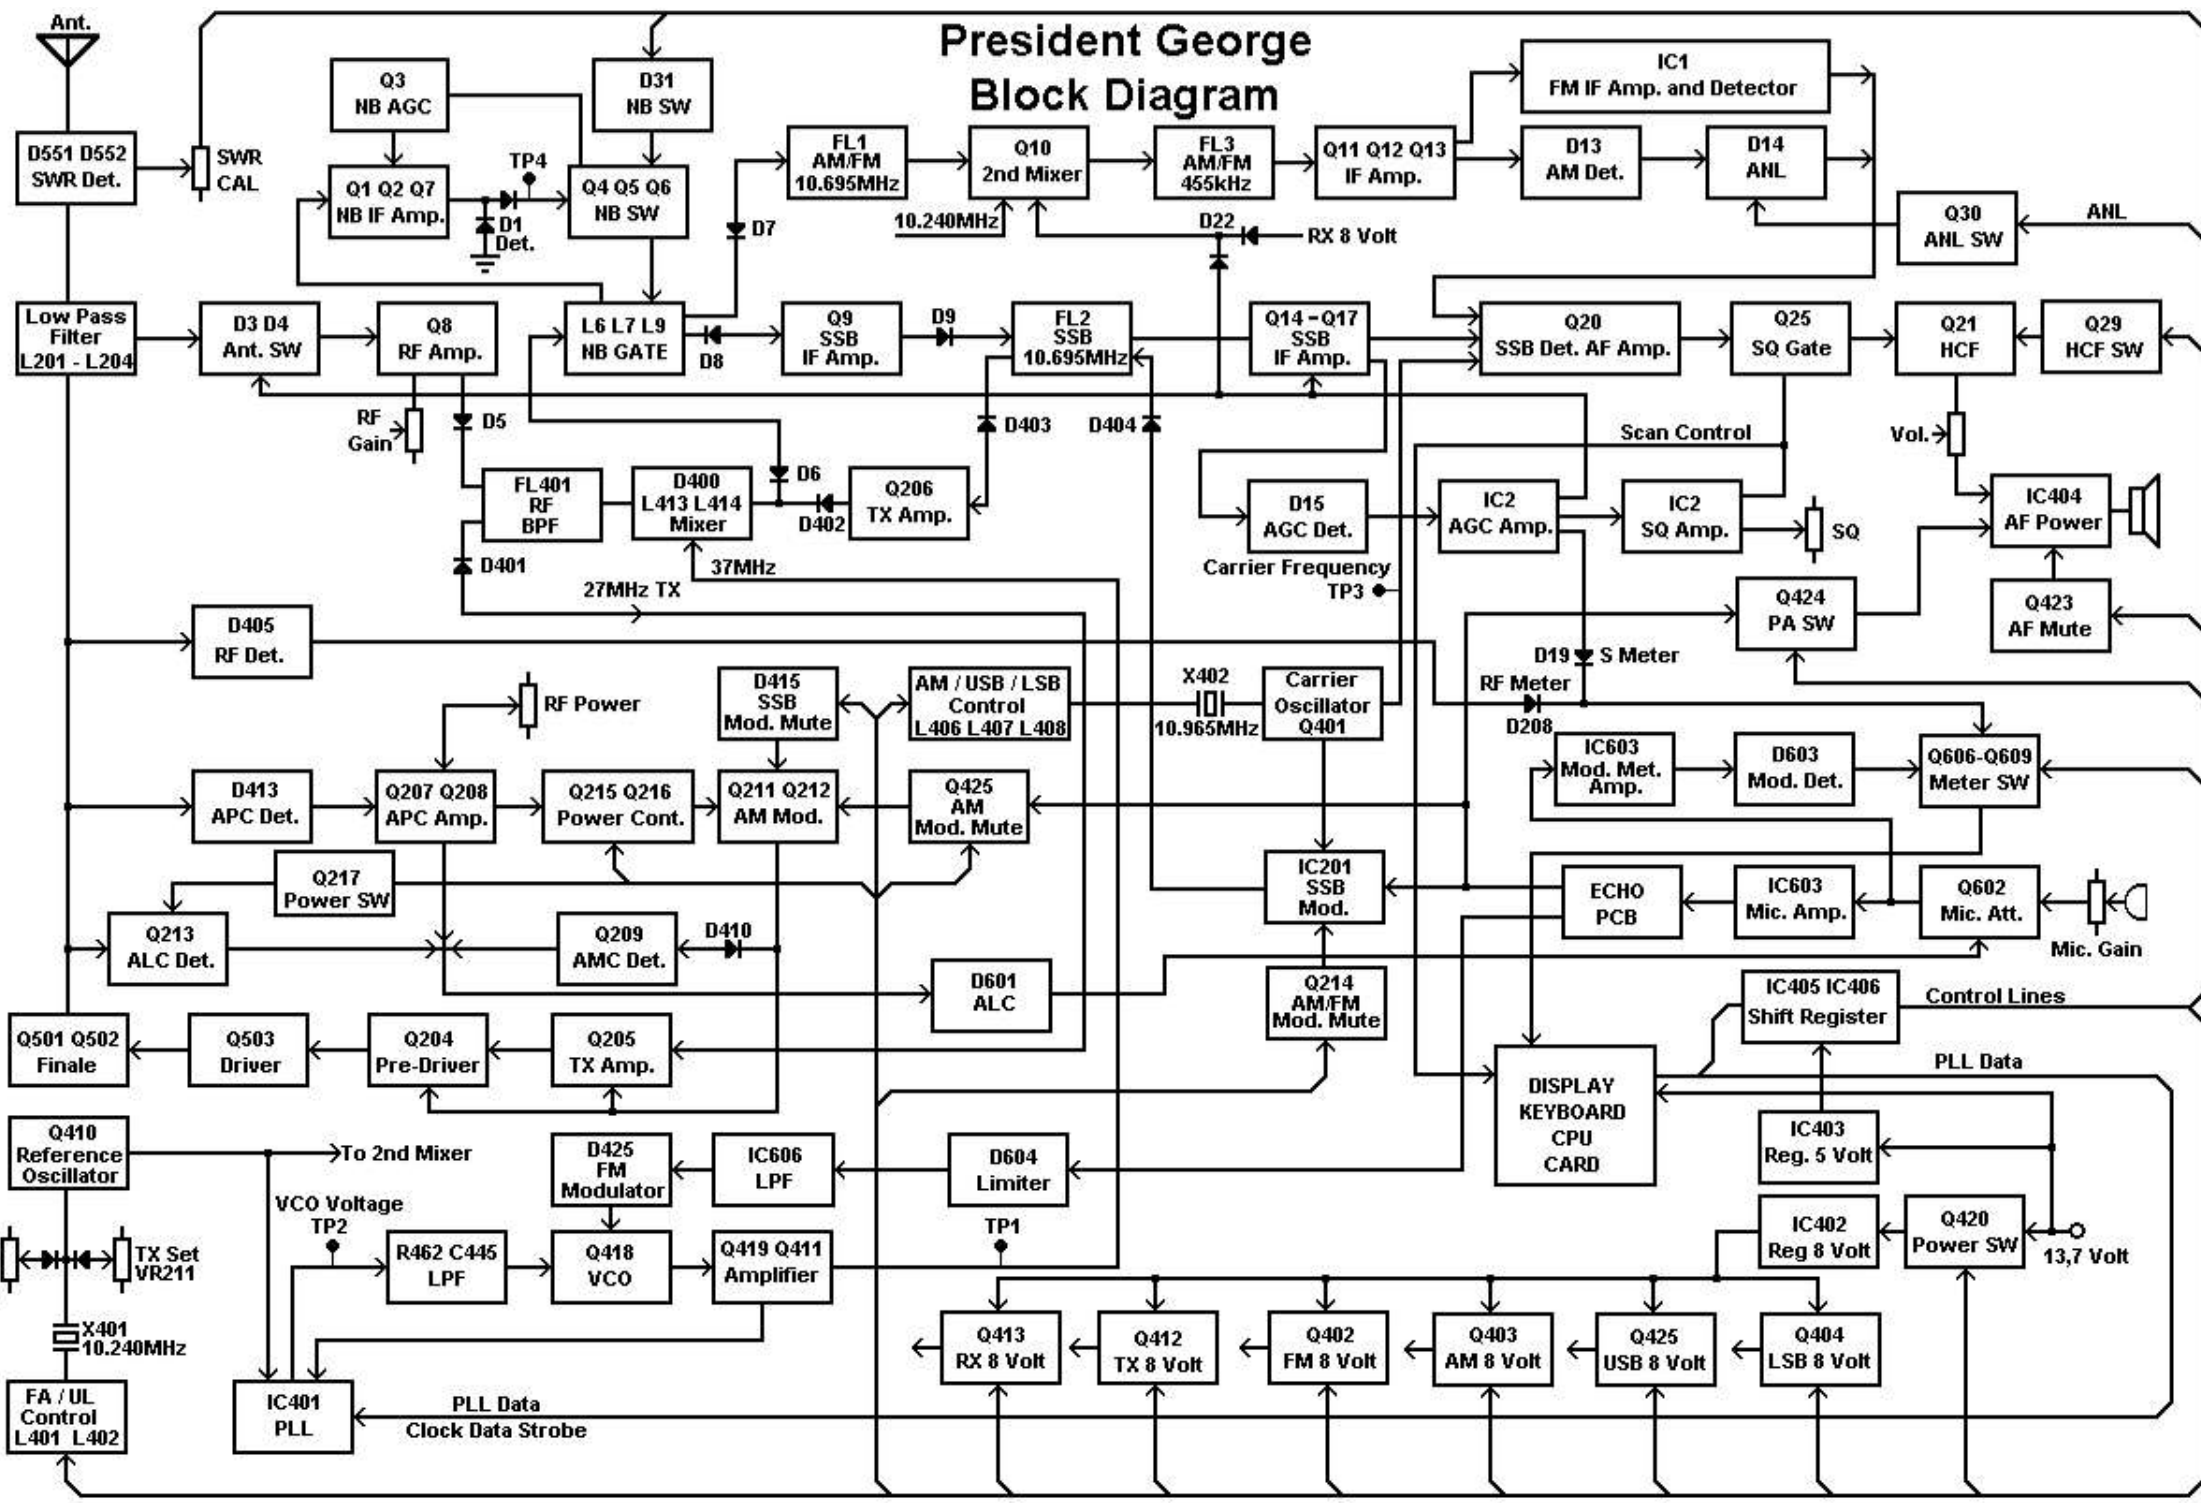 President George
Block Diagram
Ant.
D551 D552
SWR Det.
SWR
CAL
Q3
NB AGC
D31
NB SW
Q1 Q2 Q7
NB IF Amp.
TP4
D1
Det.
Q4 Q5 Q6
NB SW
D7
FL1
AM/FM
10.695MHz
Q10
2nd Mixer
10.240MHz
FL3
AM/FM
455kHz
D22
RX 8 Volt
Q11 Q12 Q13
IF Amp.
IC1
FM IF Amp. and Detector
D13
AM Det.
D14
ANL
Q30
ANL SW
ANL
Low Pass
Filter
L201 - L204
D3 D4
Ant. SW
Q8
RF Amp.
L6 L7 L9
NB GATE
D8
Q9
SSB
IF Amp.
D9
FL2
SSB
10.695MHz
Q14 - Q17
SSB
IF Amp.
Q20
SSB Det. AF Amp.
Q25
SQ Gate
Q21
HCF
Q29
HCF SW
RF
Gain
D5
D403
D404
Scan Control
Vol.
FL401
RF
BPF
D400
L413 L414
Mixer
D6
D402
Q206
TX Amp.
D15
AGC Det.
IC2
AGC Amp.
IC2
SQ Amp.
SQ
IC404
AF Power
D401
37MHz
27MHz TX
Carrier Frequency
TP3
Q424
PA SW
Q423
AF Mute
D405
RF Det.
D19
S Meter
RF Meter
D208
RF Power
D415
SSB
Mod. Mute
AM / USB / LSB
Control
L406 L407 L408
X402
10.965MHz
Carrier
Oscillator
Q401
IC603
Mod. Met.
Amp.
D603
Mod. Det.
Q606-Q609
Meter SW
D413
APC Det.
Q207 Q208
APC Amp.
Q215 Q216
Power Cont.
Q211 Q212
AM Mod.
Q425
AM
Mod. Mute
Q217
Power SW
IC201
SSB
Mod.
ECHO
PCB
IC603
Mic. Amp.
Q602
Mic. Att.
Mic. Gain
Q213
ALC Det.
Q209
AMC Det.
D410
D601
ALC
Q214
AM/FM
Mod. Mute
IC405 IC406
Shift Register
Control Lines
Q501 Q502
Finale
Q503
Driver
Q204
Pre-Driver
Q205
TX Amp.
DISPLAY
KEYBOARD
CPU
CARD
PLL Data
Q410
Reference
Oscillator
To 2nd Mixer
D425
FM
Modulator
IC606
LPF
D604
Limiter
IC403
Reg. 5 Volt
VCO Voltage
TP2
TX Set
VR211
R462 C445
LPF
Q418
VCO
Q419 Q411
Amplifier
TP1
IC402
Reg 8 Volt
Q420
Power SW
13,7 Volt
X401
10.240MHz
Q413
RX 8 Volt
Q412
TX 8 Volt
Q402
FM 8 Volt
Q403
AM 8 Volt
Q425
USB 8 Volt
Q404
LSB 8 Volt
FA / UL
Control
L401 L402
IC401
PLL
PLL Data
Clock Data Strobe